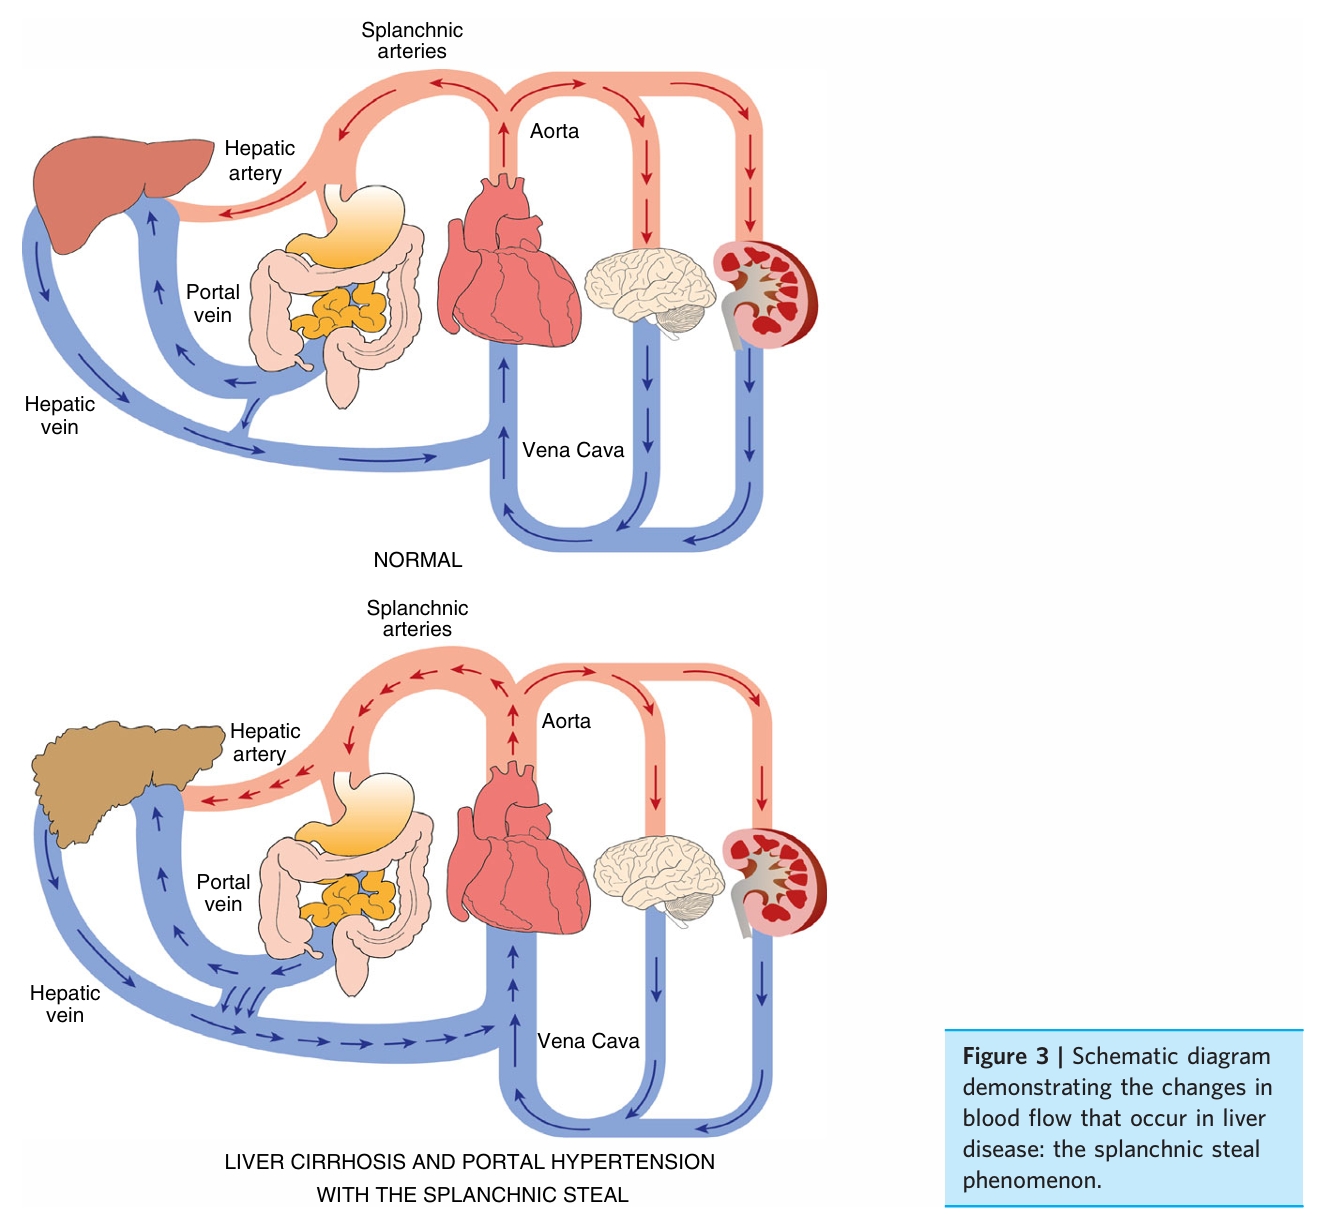 Splanchnic
arteries
Aorta
Hepatic
artery
Portal
vein
Hepatic
vein
Vena Cava
NORMAL
Splanchnic
arteries
Aorta
Hepatic
artery
Portal
vein
Hepatic
vein
Vena Cava
LIVER CIRRHOSIS AND PORTAL HYPERTENSION
WITH THE SPLANCHNIC STEAL
Figure 3 | Schematic diagram
demonstrating the changes in
blood flow that occur in liver
disease: the splanchnic steal
phenomenon.